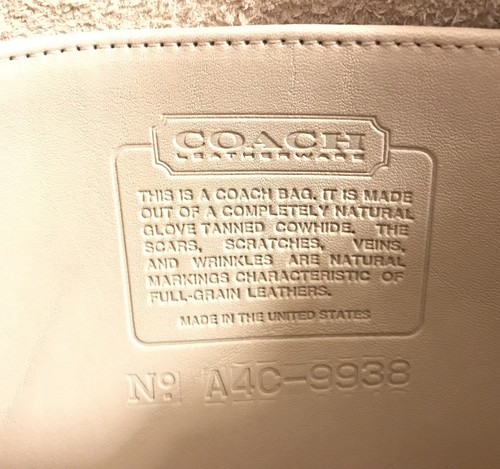 COACH
LEATHERWARE
THIS IS A COACH BAG. IT IS MADE
OUT OF A COMPLETELY NATURAL
GLOVE TANNED COWHIDE. THE
SCARS, SCRATCHES, VEINS,
AND WRINKLES ARE NATURAL
MARKINGS CHARACTERISTIC OF
FULL-GRAIN LEATHERS.
MADE IN THE UNITED STATES
No: A4C-9938